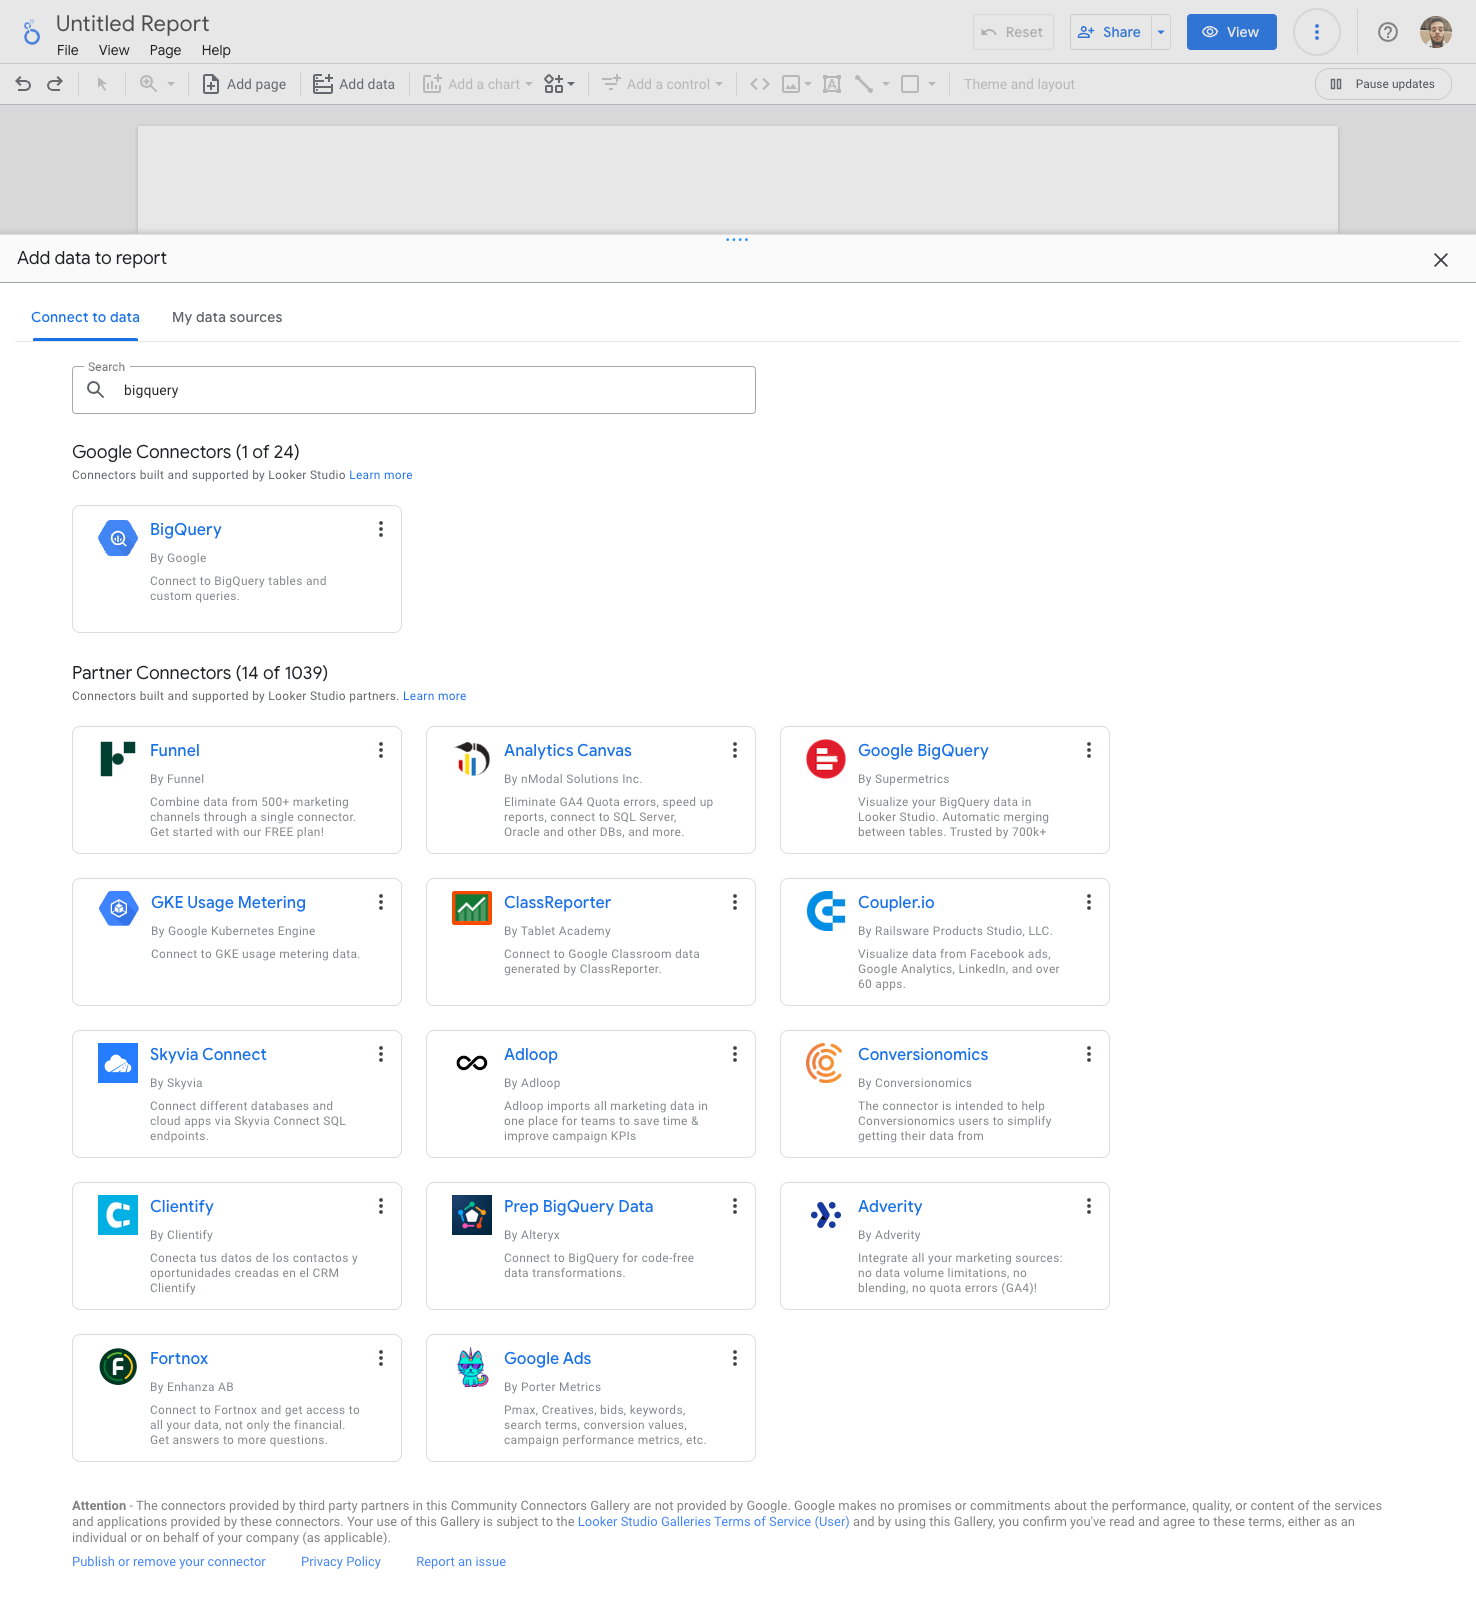 Untitled Report
File View Page Help
Reset Share View
Add page Add data Add a chart Add a control Theme and layout Pause updates
Add data to report
Connect to data My data sources
Search
bigquery
Google Connectors (1 of 24)
Connectors built and supported by Looker Studio Learn more
BigQuery
By Google
Connect to BigQuery tables and
custom queries.
Partner Connectors (14 of 1039)
Connectors built and supported by Looker Studio partners. Learn more
Funnel
By Funnel
Combine data from 500+ marketing
channels through a single connector.
Get started with our FREE plan!
Analytics Canvas
By nModal Solutions Inc.
Eliminate GA4 Quota errors, speed up
reports, connect to SQL Server,
Oracle and other DBs, and more.
Google BigQuery
By Supermetrics
Visualize your BigQuery data in
Looker Studio. Automatic merging
between tables. Trusted by 700k+
GKE Usage Metering
By Google Kubernetes Engine
Connect to GKE usage metering data.
ClassReporter
By Tablet Academy
Connect to Google Classroom data
generated by ClassReporter.
Coupler.io
By Railsware Products Studio, LLC.
Visualize data from Facebook ads,
Google Analytics, LinkedIn, and over
60 apps.
Skyvia Connect
By Skyvia
Connect different databases and
cloud apps via Skyvia Connect SQL
endpoints.
Adloop
By Adloop
Adloop imports all marketing data in
one place for teams to save time &
improve campaign KPIs
Conversionomics
By Conversionomics
The connector is intended to help
Conversionomics users to simplify
getting their data from
Clientify
By Clientify
Conecta tus datos de los contactos y
oportunidades creadas en el CRM
Clientify
Prep BigQuery Data
By Alteryx
Connect to BigQuery for code-free
data transformations.
Adverity
By Adverity
Integrate all your marketing sources:
no data volume limitations, no
blending, no quota errors (GA4)!
Fortnox
By Enhanza AB
Connect to Fortnox and get access to
all your data, not only the financial.
Get answers to more questions.
Google Ads
By Porter Metrics
Pmax, Creatives, bids, keywords,
search terms, conversion values,
campaign performance metrics, etc.
Attention - The connectors provided by third party partners in this Community Connectors Gallery are not provided by Google. Google makes no promises or commitments about the performance, quality, or content of the services
and applications provided by these connectors. Your use of this Gallery is subject to the Looker Studio Galleries Terms of Service (User) and by using this Gallery, you confirm you've read and agree to these terms, either as an
individual or on behalf of your company (as applicable).
Publish or remove your connector Privacy Policy Report an issue